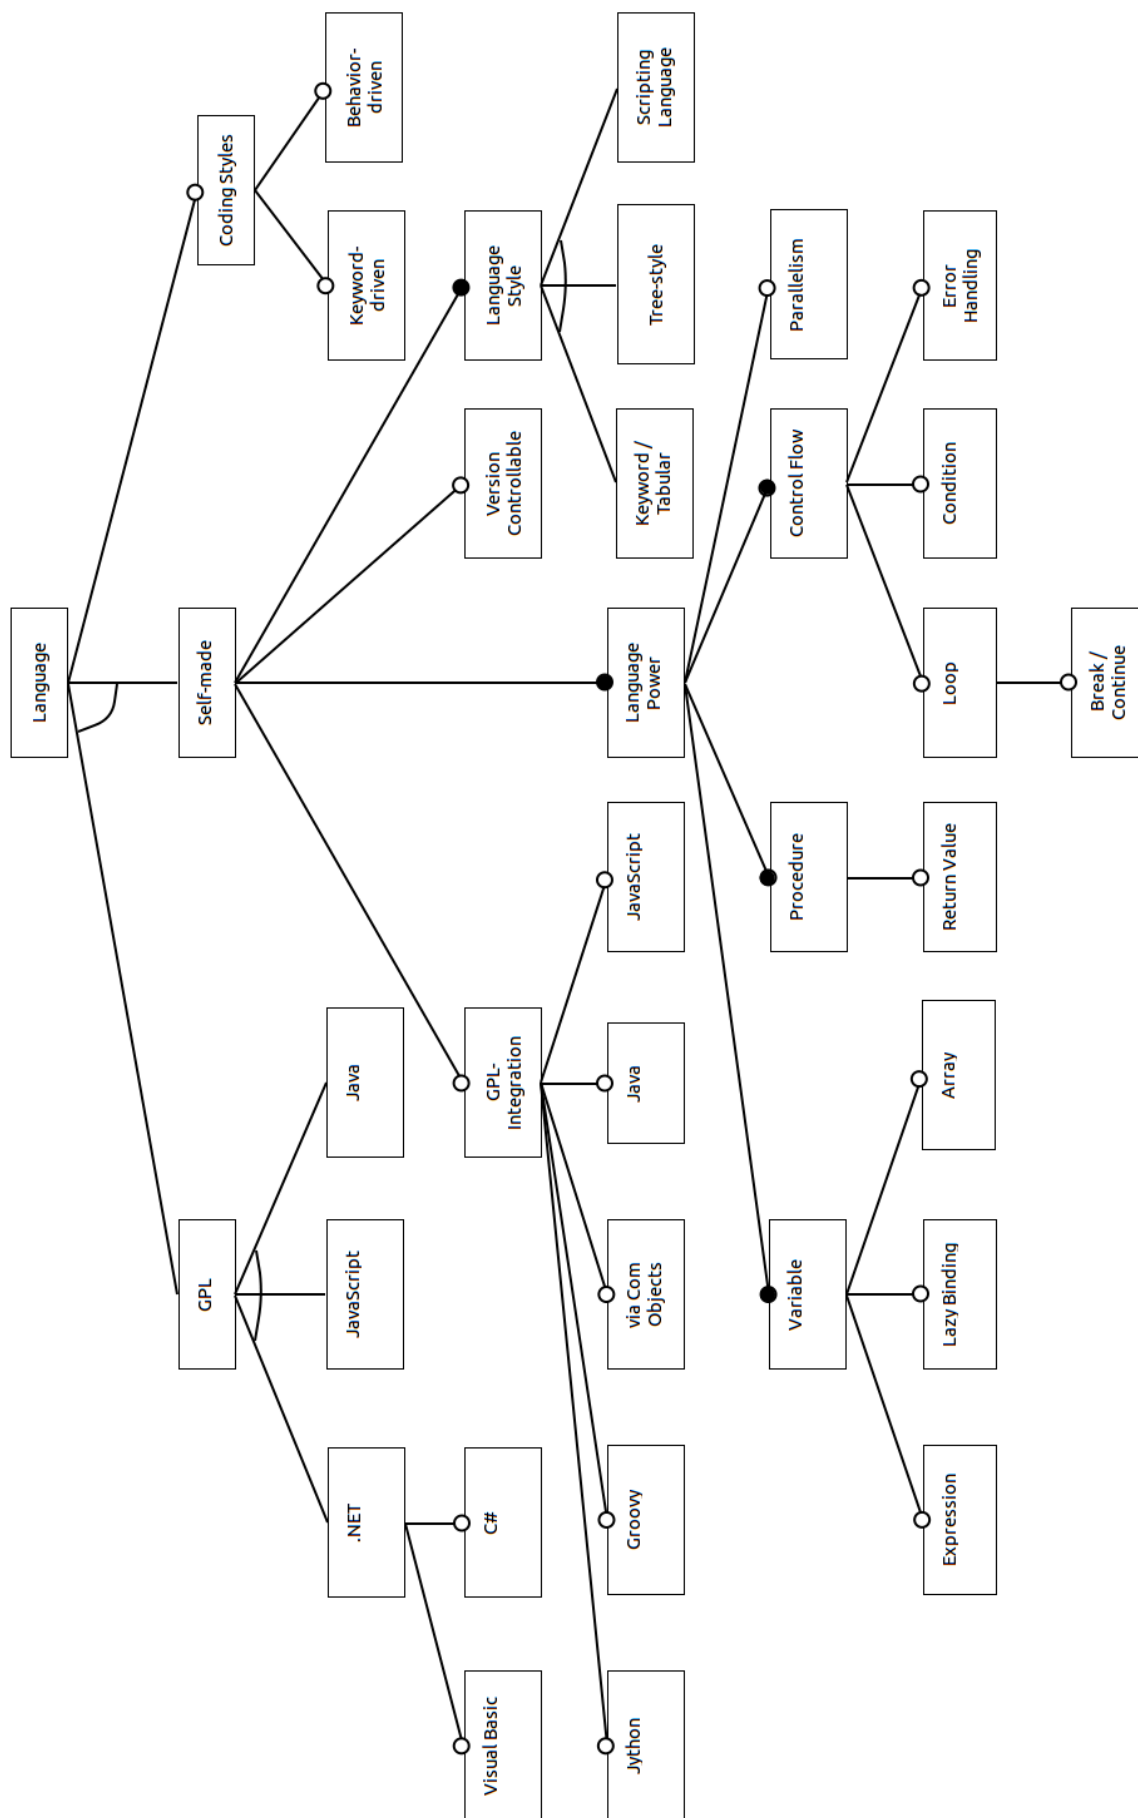 Language
GPL
Self-made
Coding Styles
.NET
JavaScript
Java
Keyword-
driven
Behavior-
driven
Visual Basic
C#
GPL-
Integration
Version
Controllable
Language
Style
Jython
Groovy
via Com
Objects
Java
JavaScript
Language
Power
Keyword /
Tabular
Tree-style
Scripting
Language
Variable
Procedure
Control Flow
Parallelism
Expression
Lazy Binding
Array
Return Value
Loop
Condition
Error
Handling
Break /
Continue